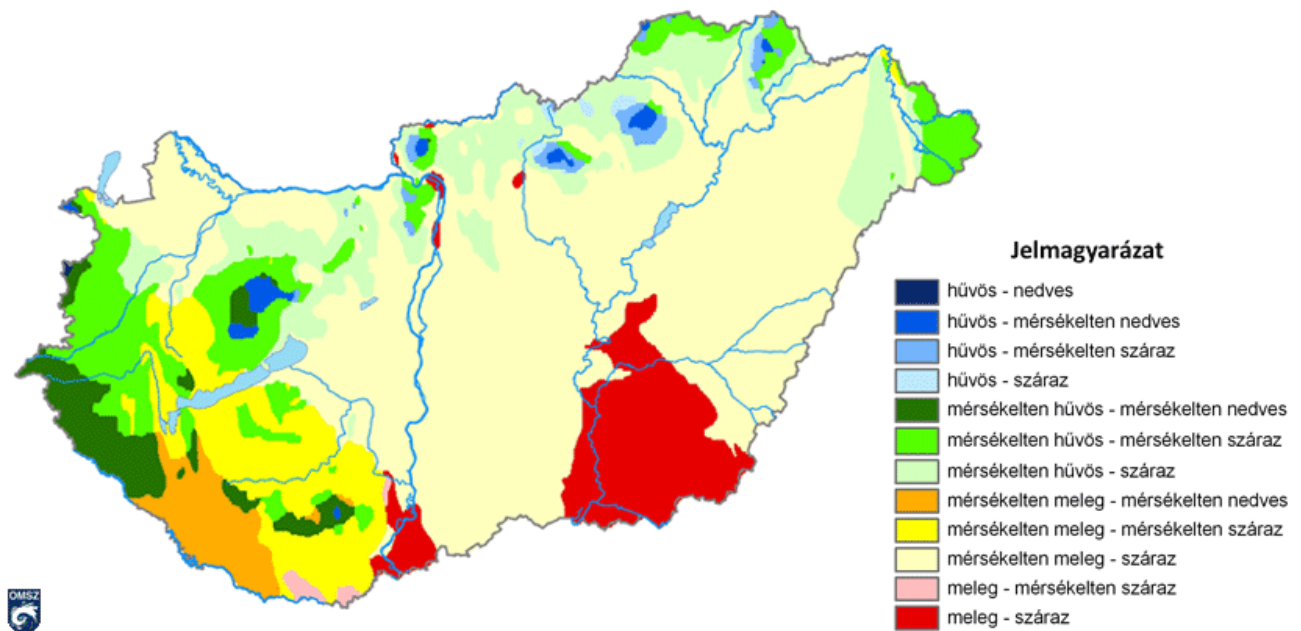 Jelmagyarázat
hűvös - nedves
hűvös - mérsékelten nedves
hűvös - mérsékelten száraz
hűvös - száraz
mérsékelten hűvös - mérsékelten nedves
mérsékelten hűvös - mérsékelten száraz
mérsékelten hűvös - száraz
mérsékelten meleg - mérsékelten nedves
mérsékelten meleg - mérsékelten száraz
mérsékelten meleg - száraz
meleg - mérsékelten száraz
meleg - száraz
OMSZ